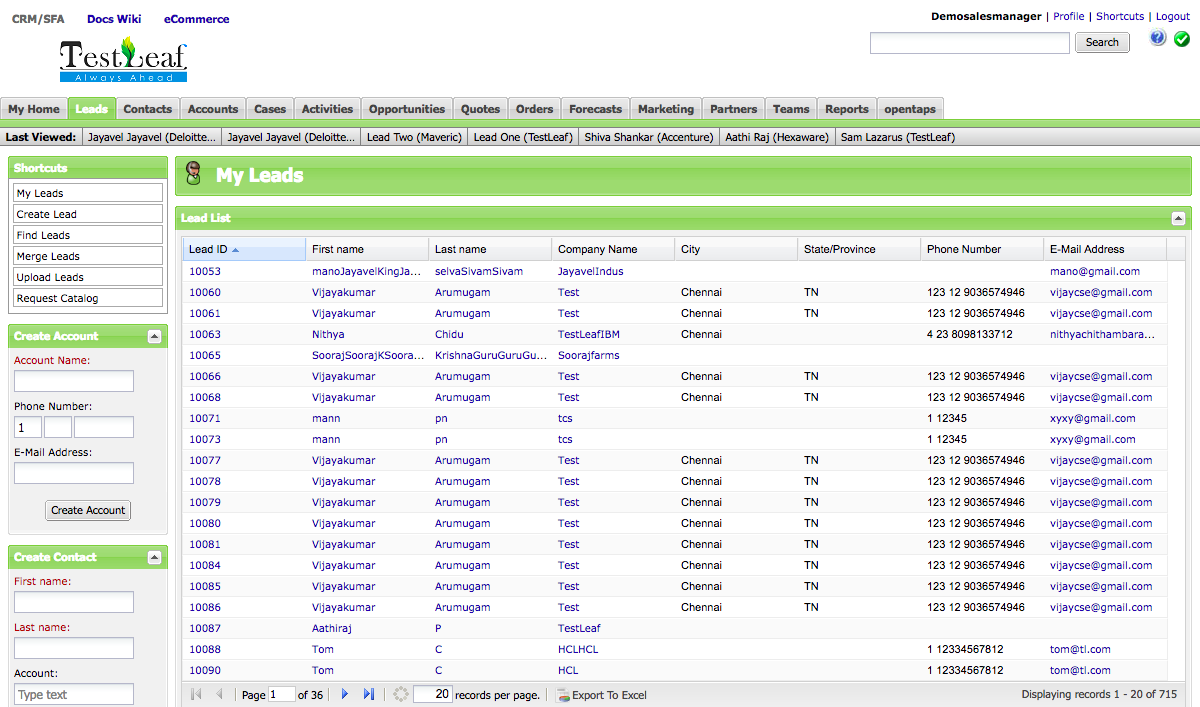 CRM/SFA Docs Wiki eCommerce
Demosalesmanager | Profile | Shortcuts | Logout
TestLeaf
Always Ahead
Search
?
My Home Leads Contacts Accounts Cases Activities Opportunities Quotes Orders Forecasts Marketing Partners Teams Reports opentaps
Last Viewed: Jayavel Jayavel (Deloitte... Jayavel Jayavel (Deloitte... Lead Two (Maveric) Lead One (TestLeaf) Shiva Shankar (Accenture) Aathi Raj (Hexaware) Sam Lazarus (TestLeaf)
Shortcuts
My Leads
Create Lead
Find Leads
Merge Leads
Upload Leads
Request Catalog
Create Account
Account Name:
Phone Number:
1
E-Mail Address:
Create Account
Create Contact
First name:
Last name:
Account:
Type text
My Leads
Lead List
Lead ID First name Last name Company Name City State/Province Phone Number E-Mail Address
10053 manoJayavelKingJa... selvaSivamSivam JayavelIndus mano@gmail.com
10060 Vijayakumar Arumugam Test Chennai TN 123 12 9036574946 vijaycse@gmail.com
10061 Vijayakumar Arumugam Test Chennai TN 123 12 9036574946 vijaycse@gmail.com
10063 Nithya Chidu TestLeafIBM Chennai 4 23 8098133712 nithyachithambara...
10065 SoorajSoorajKSoora... KrishnaGuruGuruGu... Soorajfarms
10066 Vijayakumar Arumugam Test Chennai TN 123 12 9036574946 vijaycse@gmail.com
10068 Vijayakumar Arumugam Test Chennai TN 123 12 9036574946 vijaycse@gmail.com
10071 mann pn tcs 1 12345 xyxy@gmail.com
10073 mann pn tcs 1 12345 xyxy@gmail.com
10077 Vijayakumar Arumugam Test Chennai TN 123 12 9036574946 vijaycse@gmail.com
10078 Vijayakumar Arumugam Test Chennai TN 123 12 9036574946 vijaycse@gmail.com
10079 Vijayakumar Arumugam Test Chennai TN 123 12 9036574946 vijaycse@gmail.com
10080 Vijayakumar Arumugam Test Chennai TN 123 12 9036574946 vijaycse@gmail.com
10081 Vijayakumar Arumugam Test Chennai TN 123 12 9036574946 vijaycse@gmail.com
10084 Vijayakumar Arumugam Test Chennai TN 123 12 9036574946 vijaycse@gmail.com
10085 Vijayakumar Arumugam Test Chennai TN 123 12 9036574946 vijaycse@gmail.com
10086 Vijayakumar Arumugam Test Chennai TN 123 12 9036574946 vijaycse@gmail.com
10087 Aathiraj P TestLeaf
10088 Tom C HCLHCL 1 12334567812 tom@tl.com
10090 Tom C HCL 1 12334567812 tom@tl.com
Page 1 of 36 20 records per page. Export To Excel Displaying records 1 - 20 of 715